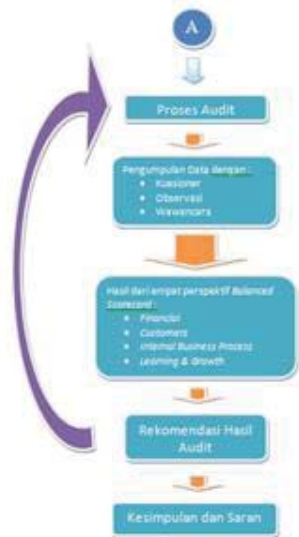 A
Proses Audit
Pengumpulan Data dengan :
• Kuesioner
• Observasi
• Wawancara
Hasil dari empat perspektif Balanced
Scorecard :
• Financial
• Customers
• Internal Business Process
• Learning & Growth
Rekomendasi Hasil
Audit
Kesimpulan dan Saran